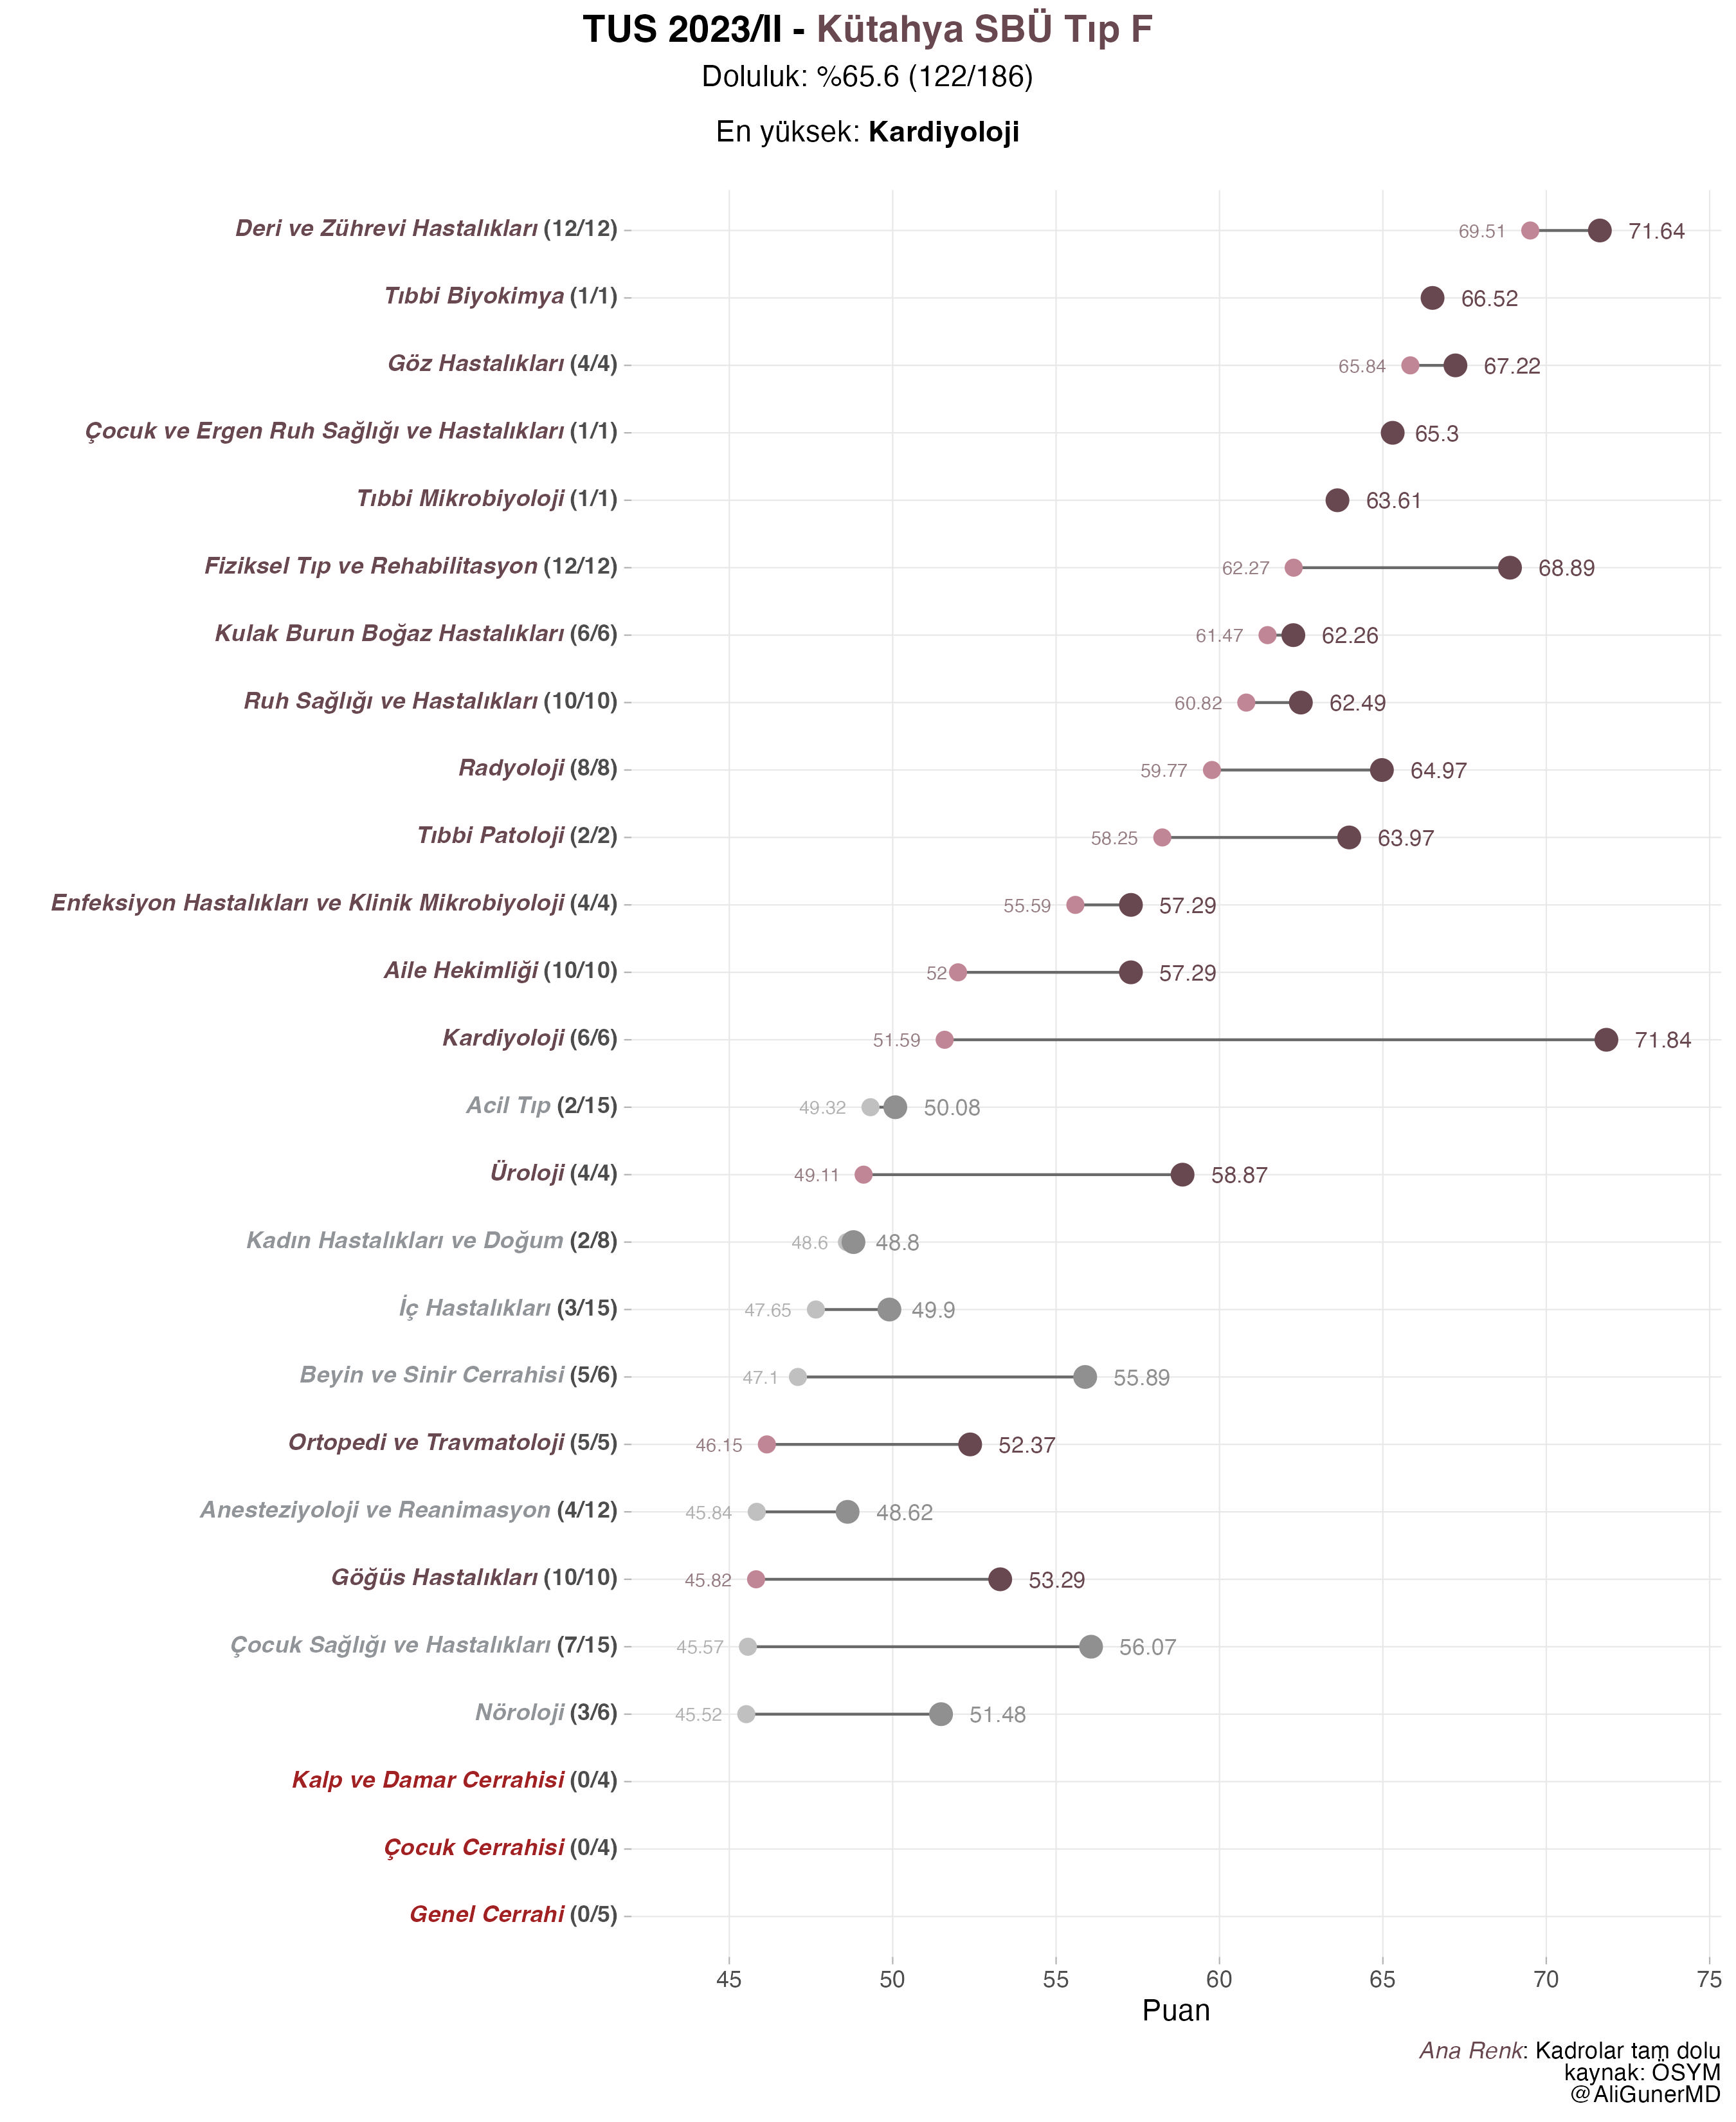 TUS 2023/II - Kütahya SBÜ Tıp F
Doluluk: %65.6 (122/186)
En yüksek: Kardiyoloji
Deri ve Zührevi Hastalıkları (12/12) 69.51 71.64
Tıbbi Biyokimya (1/1) 66.52
Göz Hastalıkları (4/4) 65.84 67.22
Çocuk ve Ergen Ruh Sağlığı ve Hastalıkları (1/1) 65.3
Tıbbi Mikrobiyoloji (1/1) 63.61
Fiziksel Tıp ve Rehabilitasyon (12/12) 62.27 68.89
Kulak Burun Boğaz Hastalıkları (6/6) 61.47 62.26
Ruh Sağlığı ve Hastalıkları (10/10) 60.82 62.49
Radyoloji (8/8) 59.77 64.97
Tıbbi Patoloji (2/2) 58.25 63.97
Enfeksiyon Hastalıkları ve Klinik Mikrobiyoloji (4/4) 55.59 57.29
Aile Hekimliği (10/10) 52 57.29
Kardiyoloji (6/6) 51.59 71.84
Acil Tıp (2/15) 49.32 50.08
Üroloji (4/4) 49.11 58.87
Kadın Hastalıkları ve Doğum (2/8) 48.6 48.8
İç Hastalıkları (3/15) 47.65 49.9
Beyin ve Sinir Cerrahisi (5/6) 47.1 55.89
Ortopedi ve Travmatoloji (5/5) 46.15 52.37
Anesteziyoloji ve Reanimasyon (4/12) 45.84 48.62
Göğüs Hastalıkları (10/10) 45.82 53.29
Çocuk Sağlığı ve Hastalıkları (7/15) 45.57 56.07
Nöroloji (3/6) 45.52 51.48
Kalp ve Damar Cerrahisi (0/4)
Çocuk Cerrahisi (0/4)
Genel Cerrahi (0/5)
45 50 55 60 65 70 75
Puan
Ana Renk: Kadrolar tam dolu
kaynak: ÖSYM
@AliGunerMD